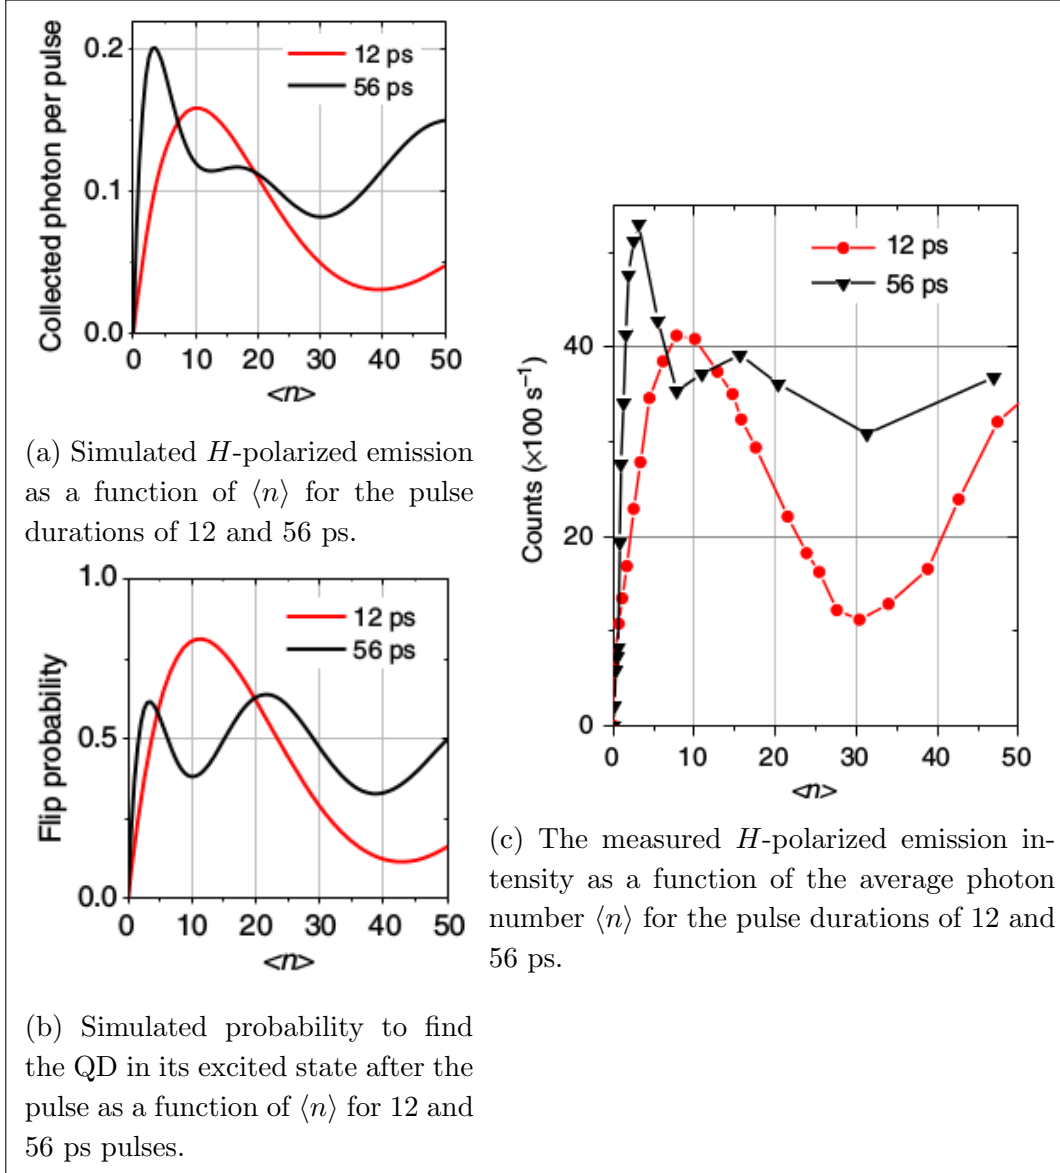 Collected photon per pulse
0.2
0.1
0.0
12 ps
56 ps
0 10 20 30 40 50
<n>
(a) Simulated H-polarized emission
as a function of ⟨n⟩ for the pulse
durations of 12 and 56 ps.
Flip probability
1.0
0.5
0.0
12 ps
56 ps
0 10 20 30 40 50
<n>
(b) Simulated probability to find
the QD in its excited state after the
pulse as a function of ⟨n⟩ for 12 and
56 ps pulses.
Counts (×100 s⁻¹)
40
20
0
12 ps
56 ps
0 10 20 30 40 50
<n>
(c) The measured H-polarized emission in-
tensity as a function of the average photon
number ⟨n⟩ for the pulse durations of 12 and
56 ps.